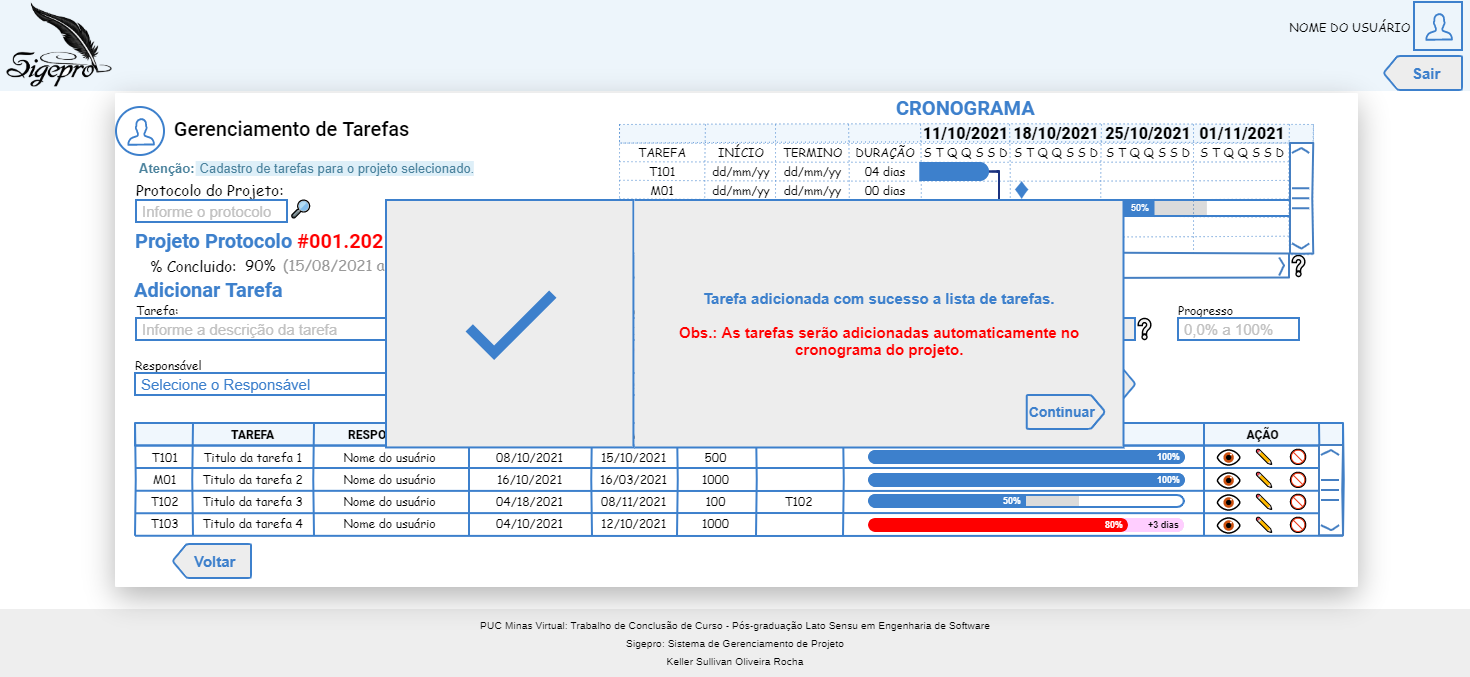 Sigepro
NOME DO USUÁRIO
Sair
CRONOGRAMA
Gerenciamento de Tarefas
11/10/2021 18/10/2021 25/10/2021 01/11/2021
TAREFA INÍCIO TERMINO DURAÇÃO S T Q Q S S D S T Q Q S S D S T Q Q S S D S T Q Q S S D
Atenção: Cadastro de tarefas para o projeto selecionado.
T101 dd/mm/yy dd/mm/yy 04 dias
Protocolo do Projeto:
M01 dd/mm/yy dd/mm/yy 00 dias
Informe o protocolo
50%
Projeto Protocolo #001.202
% Concluido: 90% (15/08/2021 a
?
Adicionar Tarefa
Tarefa:
Progresso
Informe a descrição da tarefa
?
0,0% a 100%
Responsável
Selecione o Responsável
Tarefa adicionada com sucesso a lista de tarefas.
Obs.: As tarefas serão adicionadas automaticamente no
cronograma do projeto.
Continuar
TAREFA RESPO AÇÃO
T101 Titulo da tarefa 1 Nome do usuário 08/10/2021 15/10/2021 500 100%
M01 Titulo da tarefa 2 Nome do usuário 16/10/2021 16/03/2021 1000 100%
T102 Titulo da tarefa 3 Nome do usuário 04/18/2021 08/11/2021 100 T102 50%
T103 Titulo da tarefa 4 Nome do usuário 04/10/2021 12/10/2021 1000 80% +3 dias
Voltar
PUC Minas Virtual: Trabalho de Conclusão de Curso - Pós-graduação Lato Sensu em Engenharia de Software
Sigepro: Sistema de Gerenciamento de Projeto
Keller Sullivan Oliveira Rocha